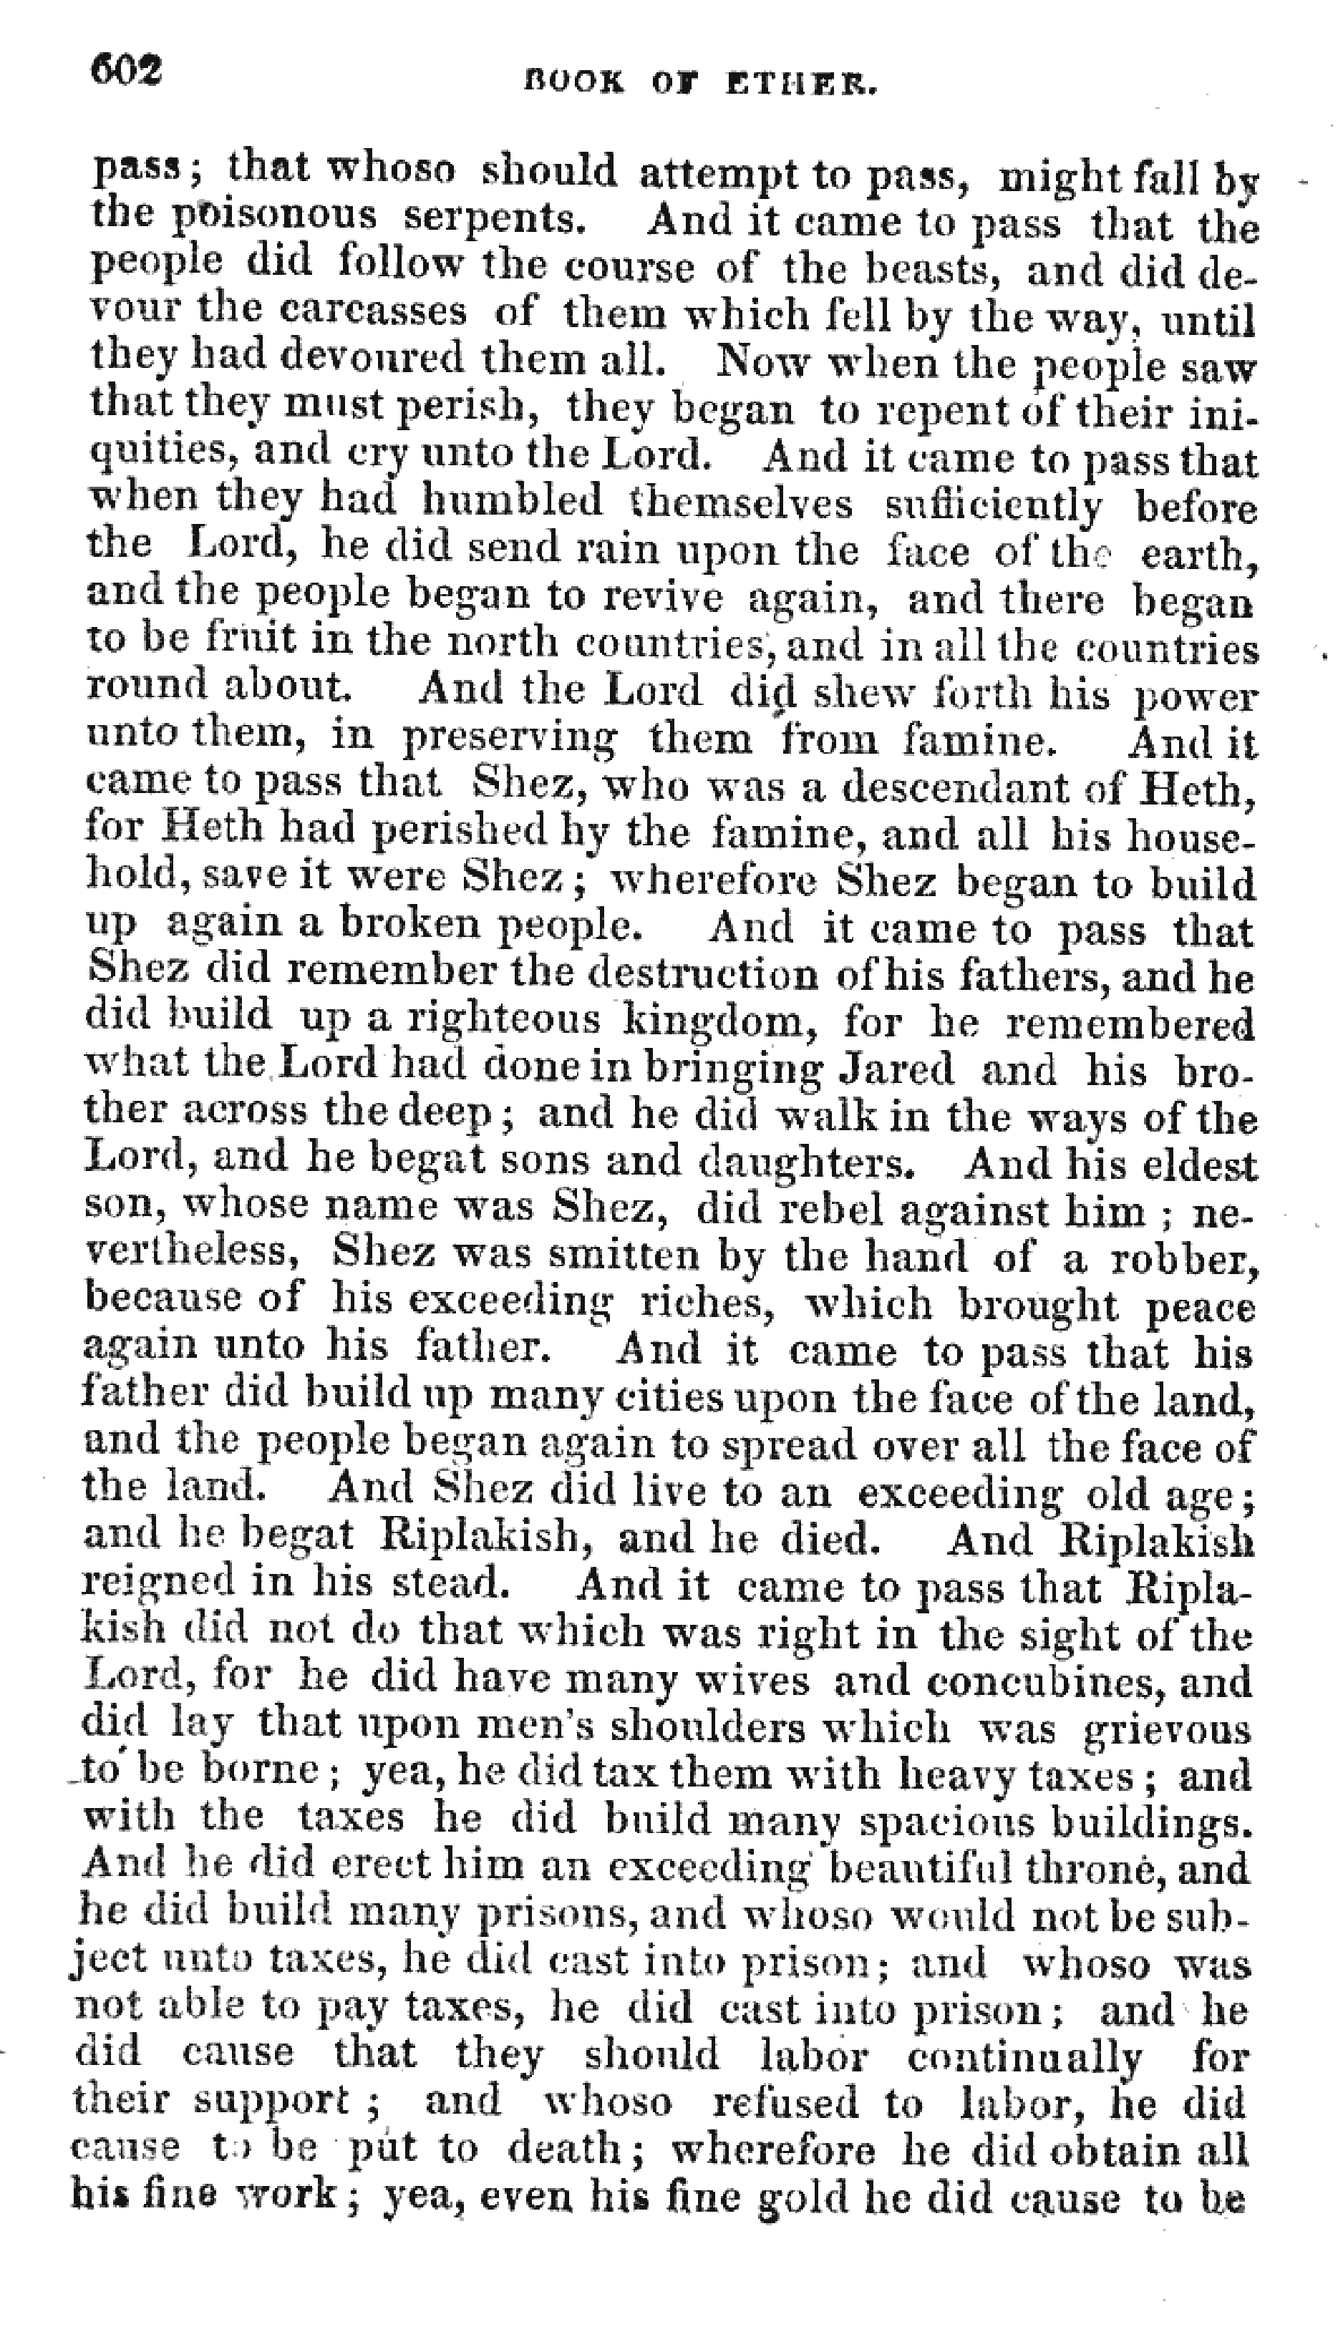 602
BOOK OF ETHER.
pass; that whoso should attempt to pass, might fall by
the poisonous serpents. And it came to pass that the
people did follow the course of the beasts, and did de-
vour the carcasses of them which fell by the way, until
they had devoured them all. Now when the people saw
that they must perish, they began to repent of their ini-
quities, and cry unto the Lord. And it came to pass that
when they had humbled themselves sufficiently before
the Lord, he did send rain upon the face of the earth,
and the people began to revive again, and there began
to be fruit in the north countries, and in all the countries
round about. And the Lord did shew forth his power
unto them, in preserving them from famine. And it
came to pass that Shez, who was a descendant of Heth,
for Heth had perished by the famine, and all his house-
hold, save it were Shez; wherefore Shez began to build
up again a broken people. And it came to pass that
Shez did remember the destruction of his fathers, and he
did build up a righteous kingdom, for he remembered
what the Lord had done in bringing Jared and his bro-
ther across the deep; and he did walk in the ways of the
Lord, and he begat sons and daughters. And his eldest
son, whose name was Shez, did rebel against him; ne-
vertheless, Shez was smitten by the hand of a robber,
because of his exceeding riches, which brought peace
again unto his father. And it came to pass that his
father did build up many cities upon the face of the land,
and the people began again to spread over all the face of
the land. And Shez did live to an exceeding old age;
and he begat Riplakish, and he died. And Riplakish
reigned in his stead. And it came to pass that Ripla-
kish did not do that which was right in the sight of the
Lord, for he did have many wives and concubines, and
did lay that upon men's shoulders which was grievous
to be borne; yea, he did tax them with heavy taxes; and
with the taxes he did build many spacious buildings.
And he did erect him an exceeding beautiful throne, and
he did build many prisons, and whoso would not be sub-
ject unto taxes, he did cast into prison; and whoso was
not able to pay taxes, he did cast into prison; and he
did cause that they should labor continually for
their support; and whoso refused to labor, he did
cause to be put to death; wherefore he did obtain all
his fine work; yea, even his fine gold he did cause to be